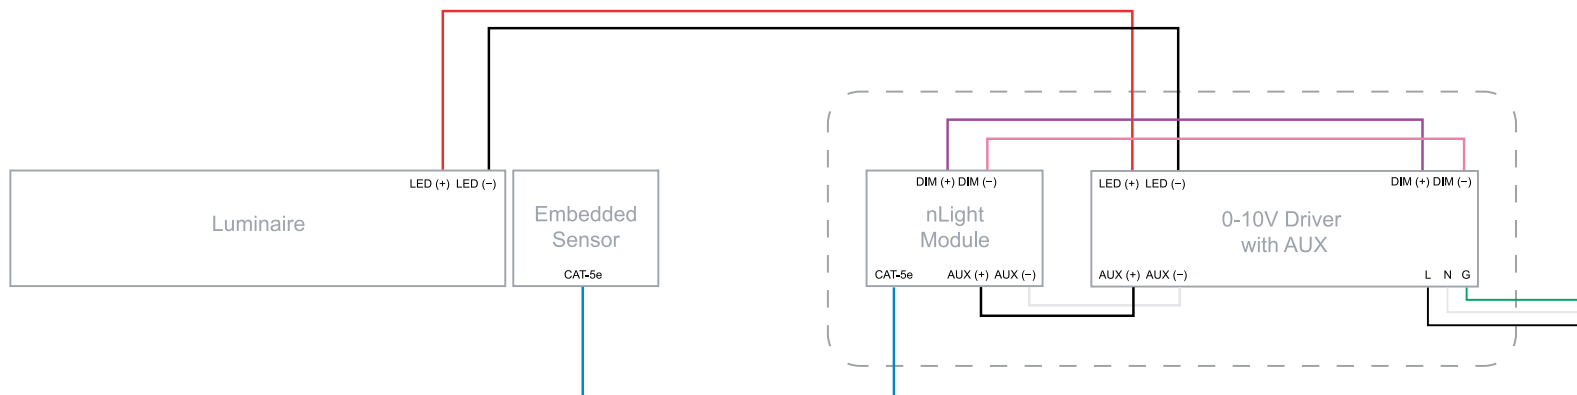 LED (+) LED (−)
Luminaire
Embedded
Sensor
CAT-5e
DIM (+) DIM (−)
nLight
Module
CAT-5e AUX (+) AUX (−)
LED (+) LED (−) DIM (+) DIM (−)
0-10V Driver
with AUX
AUX (+) AUX (−) L N G